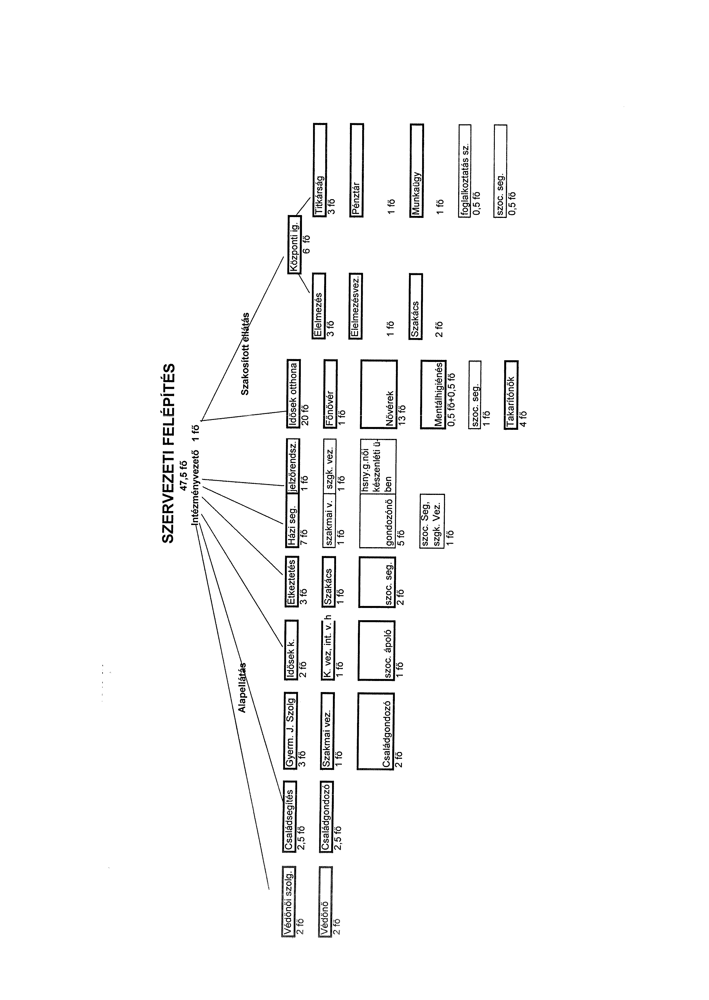 SZERVEZETI FELÉPÍTÉS
47,5 fő
Intézményvezető 1 fő
Alapellátás
Szakosított ellátás
Védőnői szolg.
2 fő
Védőnő
2 fő
Családsegítés
2,5 fő
Családgondozó
2,5 fő
Gyerm. J. Szolg
3 fő
Szakmai vez.
1 fő
Családgondozó
2 fő
Idősek k.
2 fő
K. vez, int. v. h
1 fő
szoc. ápoló
1 fő
Étkeztetés
3 fő
Szakács
1 fő
szoc. seg.
2 fő
Házi seg.
7 fő
szakmai v.
1 fő
gondozónő
5 fő
szoc. Seg,
szgk. Vez.
1 fő
jelzőrendsz.
1 fő
szgk. vez.
1 fő
hsny.g.női
készenléti ü-
ben
Idősek otthona
20 fő
Főnővér
1 fő
Nővérek
13 fő
Mentálhigiénés
0,5 fő+0,5 fő
szoc. seg.
1 fő
Takarítónők
4 fő
Központi ig.
6 fő
Élelmezés
3 fő
Élelmezésvez.
1 fő
Szakács
2 fő
Titkárság
3 fő
Pénztár
1 fő
Munkaügy
1 fő
foglalkoztatás sz.
0,5 fő
szoc. seg.
0,5 fő